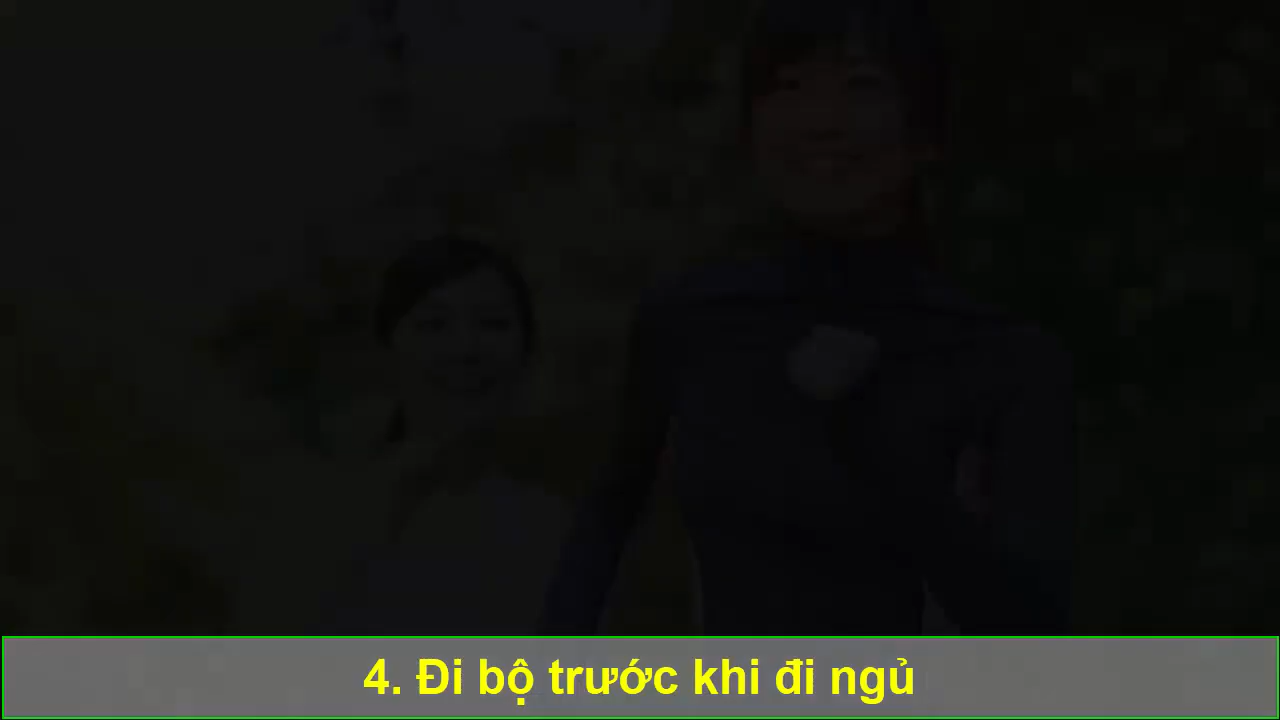 4. Đi bộ trước khi đi ngủ